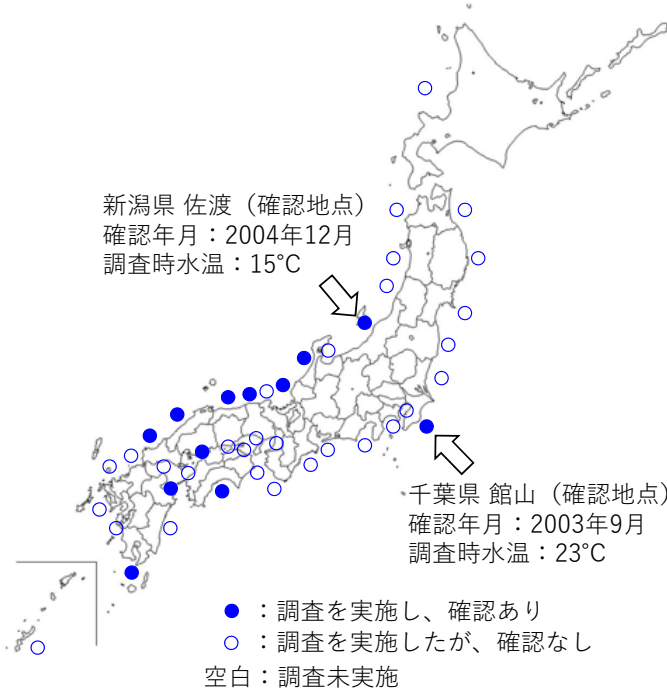 新潟県 佐渡（確認地点）
確認年月：2004年12月
調査時水温：15℃
千葉県 館山（確認地点）
確認年月：2003年9月
調査時水温：23℃
●：調査を実施し、確認あり
○：調査を実施したが、確認なし
空白：調査未実施